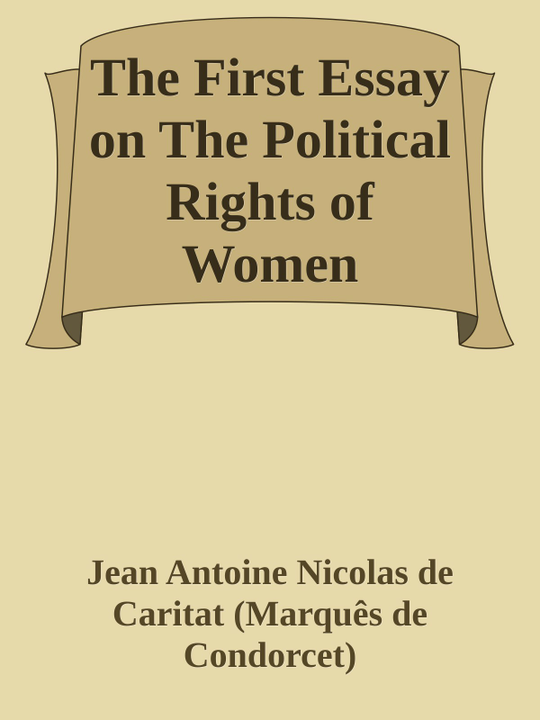 The First Essay
on The Political
Rights of
Women
Jean Antoine Nicolas de
Caritat (Marquês de
Condorcet)